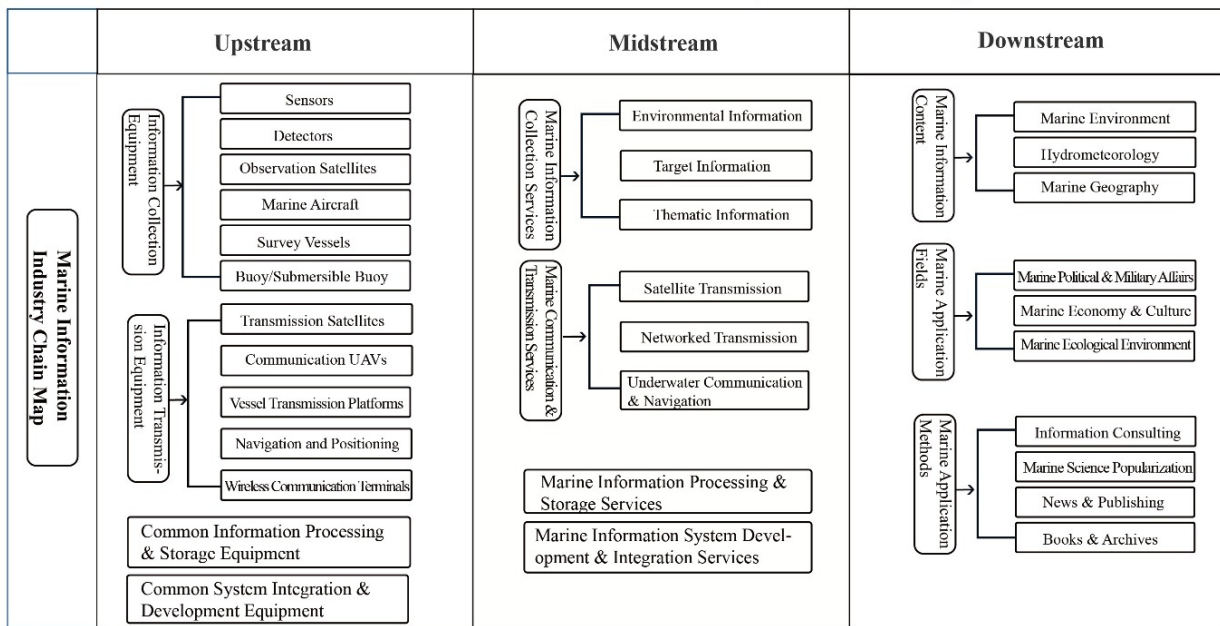 Upstream
Midstream
Downstream
Marine Information
Industry Chain Map
Information Collection
Equipment
Sensors
Detectors
Observation Satellites
Marine Aircraft
Survey Vessels
Buoy/Submersible Buoy
Information Transmis-
sion Equipment
Transmission Satellites
Communication UAVs
Vessel Transmission Platforms
Navigation and Positioning
Wireless Communication Terminals
Common Information Processing
& Storage Equipment
Common System Integration &
Development Equipment
Marine Information
Collection Services
Environmental Information
Target Information
Thematic Information
Marine Communication &
Transmission Services
Satellite Transmission
Networked Transmission
Underwater Communication
& Navigation
Marine Information Processing &
Storage Services
Marine Information System Devel-
opment & Integration Services
Marine Information
Content
Marine Environment
Hydrometeorology
Marine Geography
Marine Application
Fields
Marine Political & Military Affairs
Marine Economy & Culture
Marine Ecological Environment
Marine Application
Methods
Information Consulting
Marine Science Popularization
News & Publishing
Books & Archives